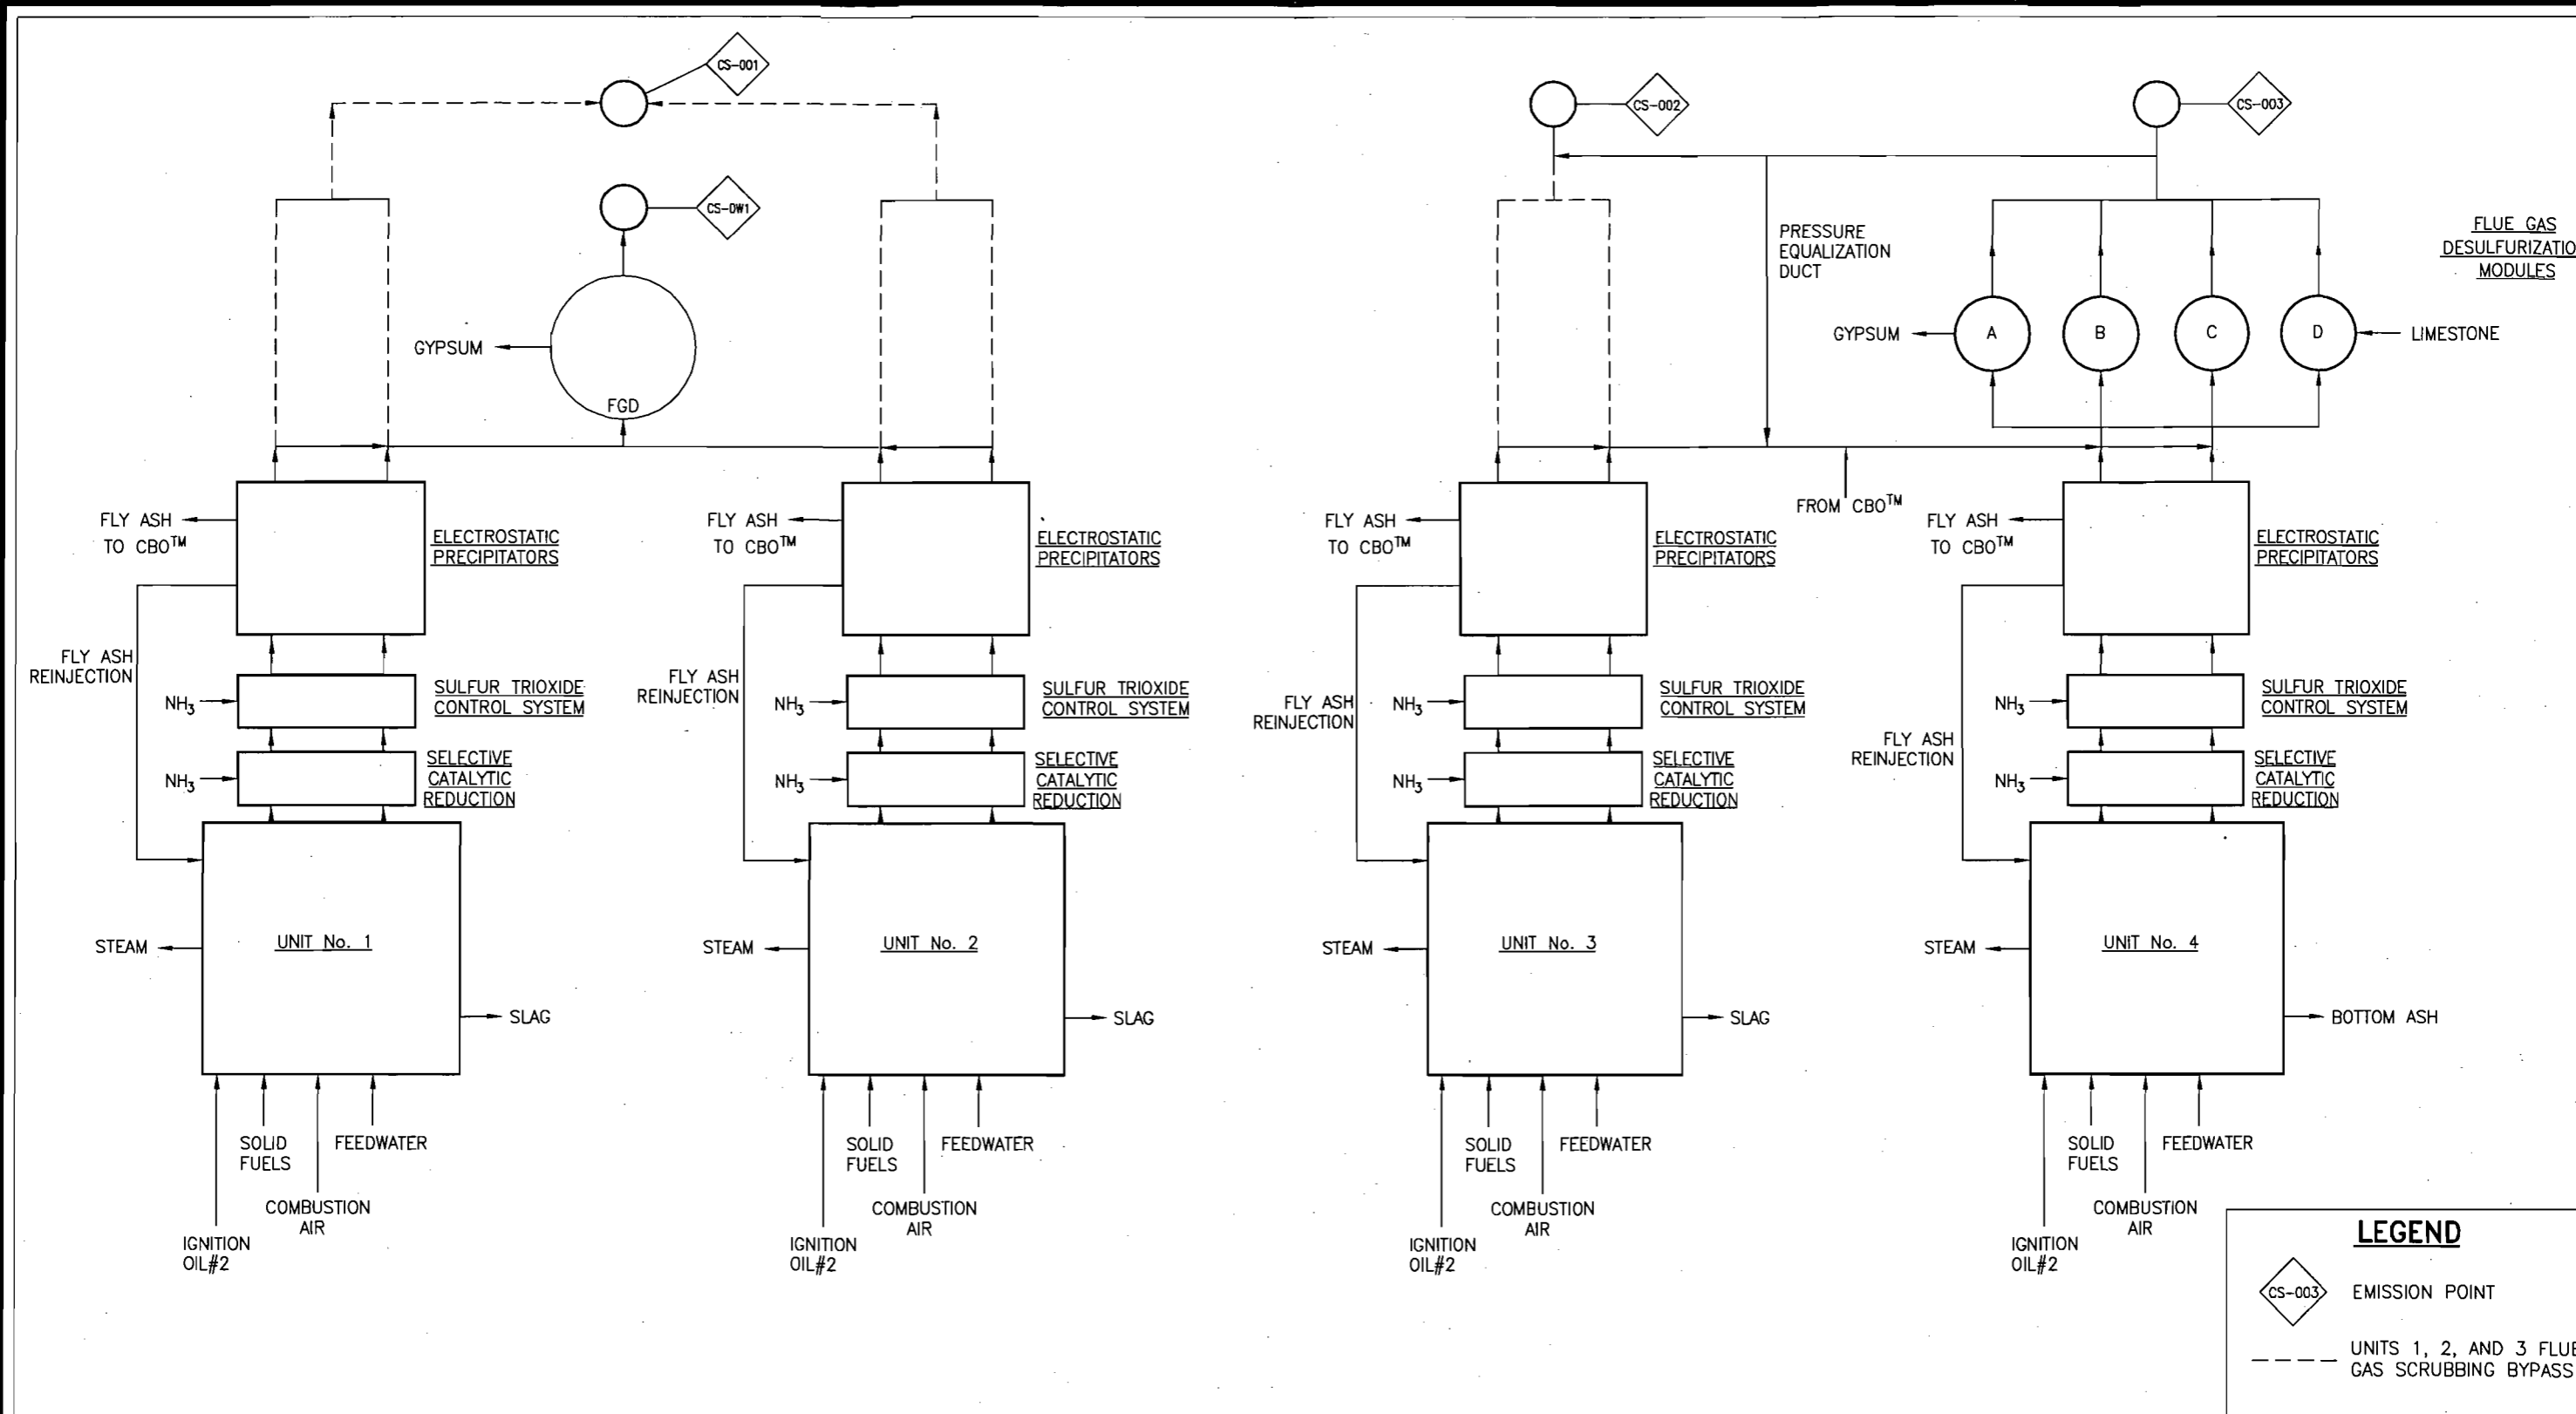 CS-001
CS-002
CS-003
CS-0W1
PRESSURE
EQUALIZATION
DUCT
FLUE GAS
MODULES
GYPSUM
FGD
GYPSUM
A
B
C
D
LIMESTONE
FLY ASH
TO CBO™
ELECTROSTATIC
PRECIPITATORS
FLY ASH
TO CBO™
ELECTROSTATIC
PRECIPITATORS
FLY ASH
TO CBO™
ELECTROSTATIC
PRECIPITATORS
FROM CBO™
FLY ASH
TO CBO™
ELECTROSTATIC
PRECIPITATORS
FLY ASH
REINJECTION
NH3
SULFUR TRIOXIDE
CONTROL SYSTEM
NH3
SELECTIVE
CATALYTIC
REDUCTION
FLY ASH
REINJECTION
NH3
SULFUR TRIOXIDE
CONTROL SYSTEM
NH3
SELECTIVE
CATALYTIC
REDUCTION
FLY ASH
REINJECTION
NH3
SULFUR TRIOXIDE
CONTROL SYSTEM
NH3
SELECTIVE
CATALYTIC
REDUCTION
FLY ASH
REINJECTION
NH3
SULFUR TRIOXIDE
CONTROL SYSTEM
NH3
SELECTIVE
CATALYTIC
REDUCTION
STEAM
UNIT No. 1
SLAG
STEAM
UNIT No. 2
SLAG
STEAM
UNIT No. 3
SLAG
STEAM
UNIT No. 4
BOTTOM ASH
SOLID
FUELS
FEEDWATER
COMBUSTION
AIR
IGNITION
OIL#2
SOLID
FUELS
FEEDWATER
COMBUSTION
AIR
IGNITION
OIL#2
SOLID
FUELS
FEEDWATER
COMBUSTION
AIR
IGNITION
OIL#2
SOLID
FUELS
FEEDWATER
COMBUSTION
AIR
IGNITION
OIL#2
LEGEND
CS-003
EMISSION POINT
UNITS 1, 2, AND 3
GAS SCRUBBING BYPASS